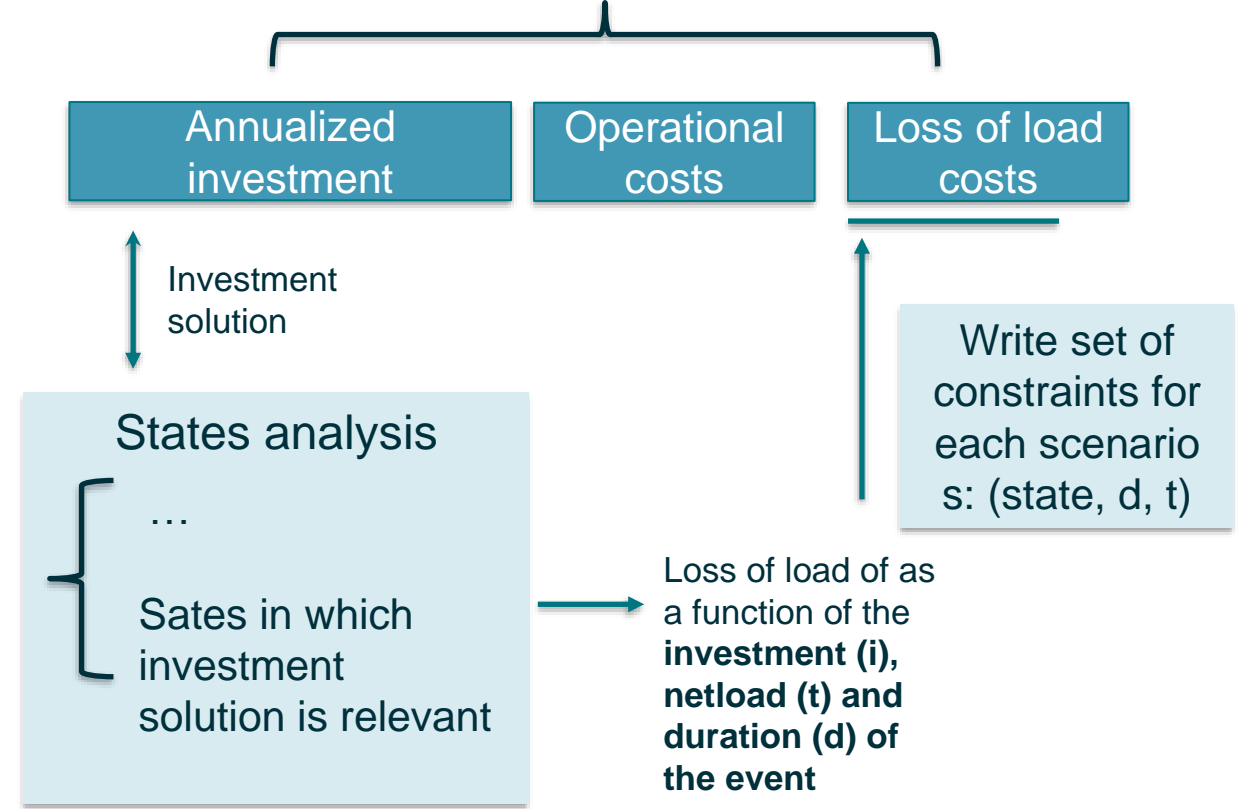 Annualized
investment
Operational
costs
Loss of load
costs
Investment
solution
States analysis
…
Sates in which
investment
solution is relevant
Loss of load of as
a function of the
investment (i),
netload (t) and
duration (d) of
the event
Write set of
constraints for
each scenario
s: (state, d, t)